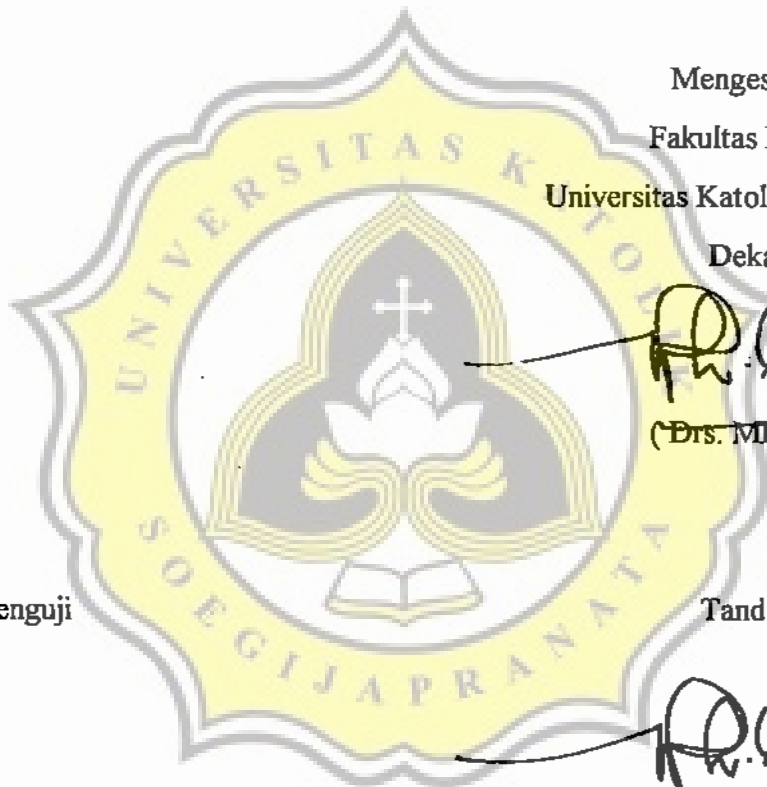 Menges
Fakultas
Universitas Katol
Deka
(Drs. M
UNIVERSITAS KATOLIK
SOEGIJAPRANATA
enguji
Tand